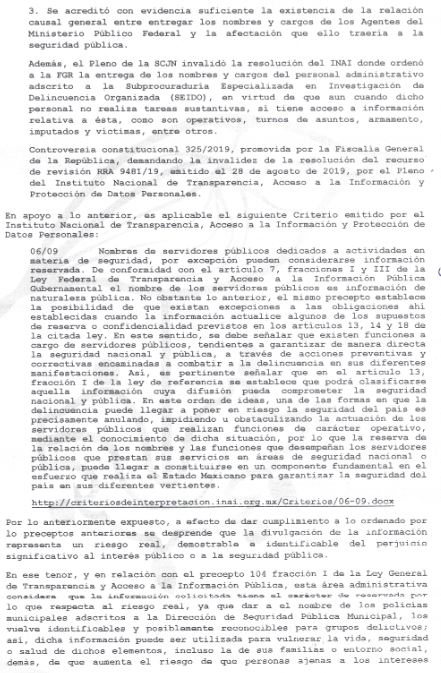 3. Se acreditó con evidencia suficiente la existencia de la relación
causal general entre entregar los nombres y cargos de los Agentes del
Ministerio Público Federal y la afectación que ello traería a la
seguridad pública.
Además, el Pleno de la SCJN invalidó la resolución del INAI donde ordenó
a la FGR la entrega de los nombres y cargos del personal administrativo
adscrito a la Subprocuraduría Especializada en Investigación de
Delincuencia Organizada (SEIDO), en virtud de que aun cuando dicho
personal no realiza tareas sustantivas, si tiene acceso a información
relativa a ésta, como son operativos, turnos de asuntos, armamento,
imputados y víctimas, entre otros.
Controversia constitucional 325/2019, promovida por la Fiscalía General
de la República, demandando la invalidez de la resolución del recurso
de revisión RRA 9481/19, emitido el 28 de agosto de 2019, por el Pleno
del Instituto Nacional de Transparencia, Acceso a la Información y
Protección de Datos Personales.
En apoyo a lo anterior, es aplicable el siguiente Criterio emitido por el
Instituto Nacional de Transparencia, Acceso a la Información y Protección de
Datos Personales:
06/09 Nombres de servidores públicos dedicados a actividades en
materia de seguridad, por excepción pueden considerarse información
reservada. De conformidad con el artículo 7, fracciones I y III de la
Ley Federal de Transparencia y Acceso a la Información Pública
Gubernamental el nombre de los servidores públicos es información de
naturaleza pública. No obstante lo anterior, el mismo precepto establece
la posibilidad de que existan excepciones a las obligaciones ahí
establecidas cuando la información actualice algunos de los supuestos
de reserva o confidencialidad previstos en los artículos 13, 14 y 18 de
la citada ley. En este sentido, se debe señalar que existen funciones a
cargo de servidores públicos, tendientes a garantizar de manera directa
la seguridad nacional y pública, a través de acciones preventivas y
correctivas encaminadas a combatir a la delincuencia en sus diferentes
manifestaciones. Así, es pertinente señalar que en el artículo 13,
fracción I de la ley de referencia se establece que podrá clasificarse
aquella información cuya difusión pueda comprometer la seguridad
nacional y pública. En este orden de ideas, una de las formas en que la
delincuencia puede llegar a poner en riesgo la seguridad del país es
precisamente anulando, impidiendo u obstaculizando la actuación de los
servidores públicos que realizan funciones de carácter operativo,
mediante el conocimiento de dicha situación, por lo que la reserva de
la relación de los nombres y las funciones que desempeñan los servidores
públicos que prestan sus servicios en áreas de seguridad nacional o
pública, puede llegar a constituirse en un componente fundamental en el
esfuerzo que realiza el Estado Mexicano para garantizar la seguridad del
país en sus diferentes vertientes.
http://criteriosdeinterpretacion.inai.org.mx/Criterios/06-09.docx
Por lo anteriormente expuesto, a efecto de dar cumplimiento a lo ordenado por
lo preceptos anteriores se desprende que la divulgación de la información
representa un riesgo real, demostrable e identificable del perjuicio
significativo al interés público o a la seguridad pública.
En ese tenor, y en relación con el precepto 104 fracción I de la Ley General
de Transparencia y Acceso a la Información Pública, esta área administrativa
considera que la información solicitada tiene el carácter de reservada por
lo que respecta al riesgo real, ya que dar a el nombre de los policías
municipales adscritos a la Dirección de Seguridad Pública Municipal, los
vuelve identificables y posiblemente reconocibles para grupos delictivos;
así, dicha información puede ser utilizada para vulnerar la vida, seguridad
o salud de dichos elementos, incluso la de sus familias o entorno social,
demás, de que aumenta el riesgo de que personas ajenas a los intereses